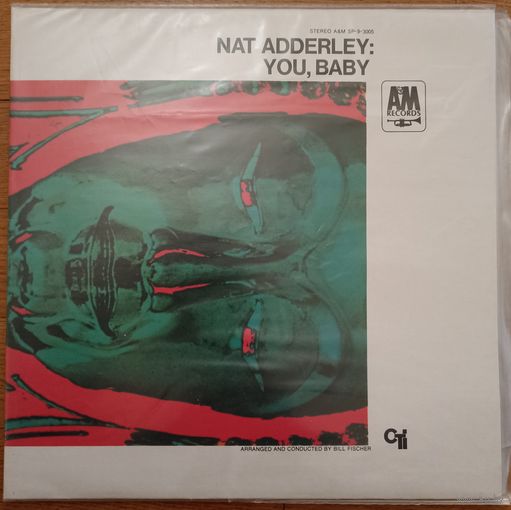 STEREO A&M SP-9-3005
NAT ADDERLEY:
YOU, BABY
A&M
RECORDS
ARRANGED AND CONDUCTED BY BILL FISCHER
CTi